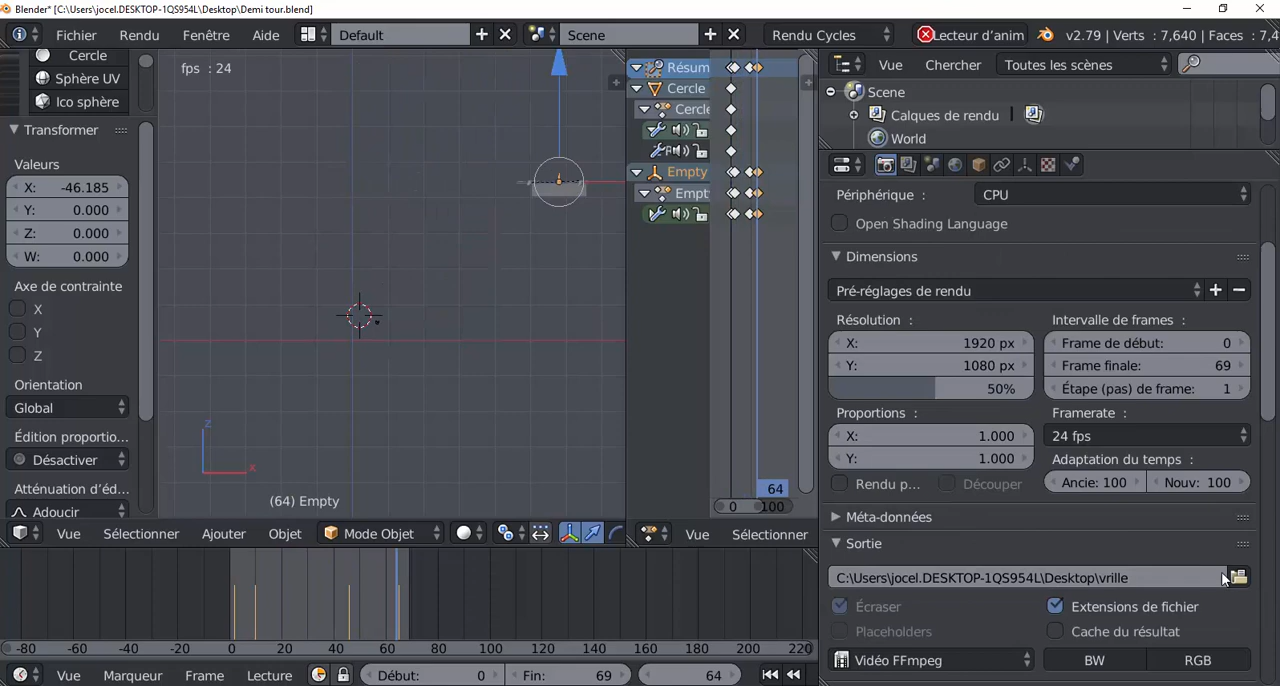 Blender* [C:\Users\jocel.DESKTOP-1QS954L\Desktop\Demi tour.blend]
Fichier Rendu Fenêtre Aide Default Scene Rendu Cycles Lecteur d'anim v2.79 | Verts : 7,640 | Faces : 7,4
Cercle
Sphère UV
Ico sphère
Transformer
Valeurs
X: -46.185
Y: 0.000
Z: 0.000
W: 0.000
Axe de contrainte
X
Y
Z
Orientation
Global
Édition proportio...
Désactiver
Atténuation d'éd...
Adoucir
fps : 24
z
x
(64) Empty
Vue Sélectionner Ajouter Objet Mode Objet
Résum
Cercle
Cercl
Empty
Empt
64
0 100
Vue Sélectionner
Vue Chercher Toutes les scènes
Scene
Calques de rendu |
World
Périphérique : CPU
Open Shading Language
Dimensions
Pré-réglages de rendu
Résolution : Intervalle de frames :
X: 1920 px Frame de début: 0
Y: 1080 px Frame finale: 69
50% Étape (pas) de frame: 1
Proportions : Framerate :
X: 1.000 24 fps
Y: 1.000 Adaptation du temps :
Rendu p... Découper Ancie: 100 Nouv: 100
Méta-données
Sortie
C:\Users\jocel.DESKTOP-1QS954L\Desktop\vrille
Écraser Extensions de fichier
Placeholders Cache du résultat
Vidéo FFmpeg BW RGB
-80 -60 -40 -20 0 20 40 60 80 100 120 140 160 180 200 220
Vue Marqueur Frame Lecture Début: 0 Fin: 69 64